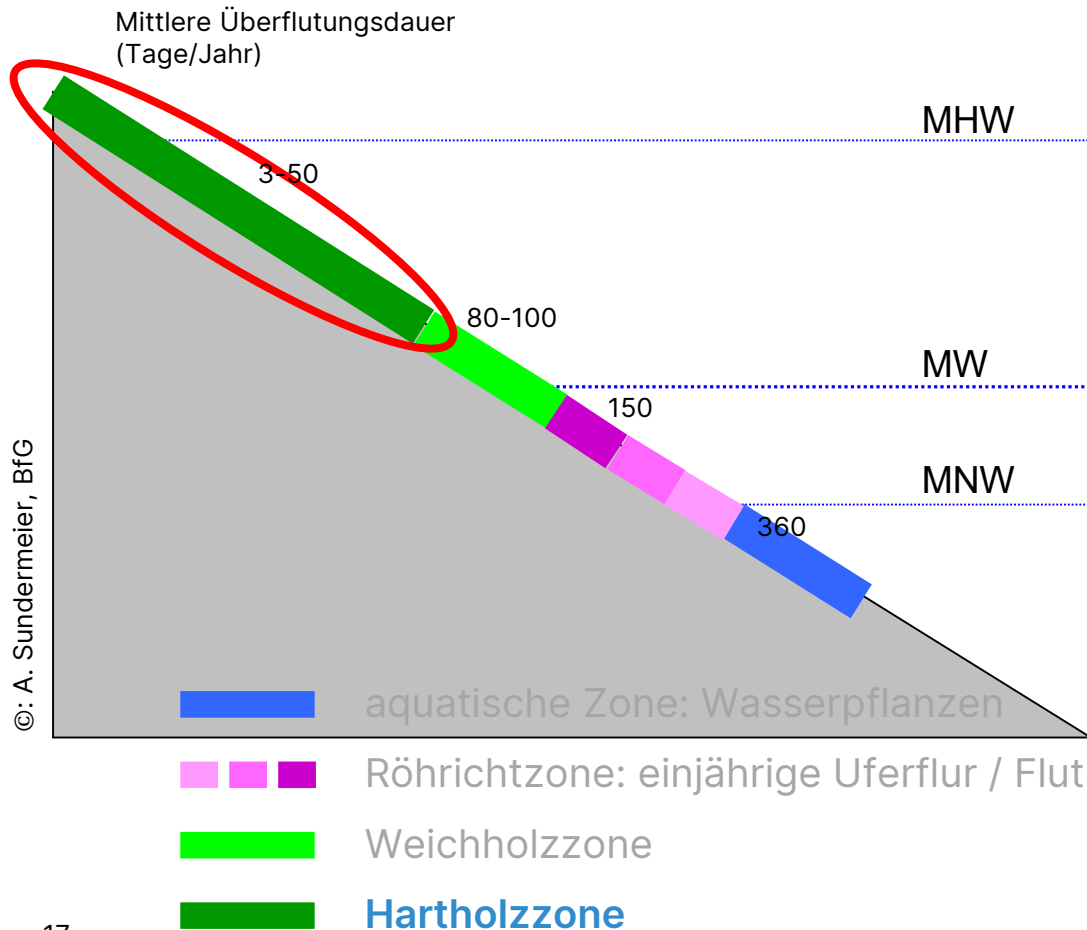 Mittlere Überflutungsdauer
(Tage/Jahr)
MHW
3-50
80-100
MW
150
MNW
360
©: A. Sundermeier, BfG
aquatische Zone: Wasserpflanzen
Röhrichtzone: einjährige Uferflur / Flut
Weichholzzone
Hartholzzone
17